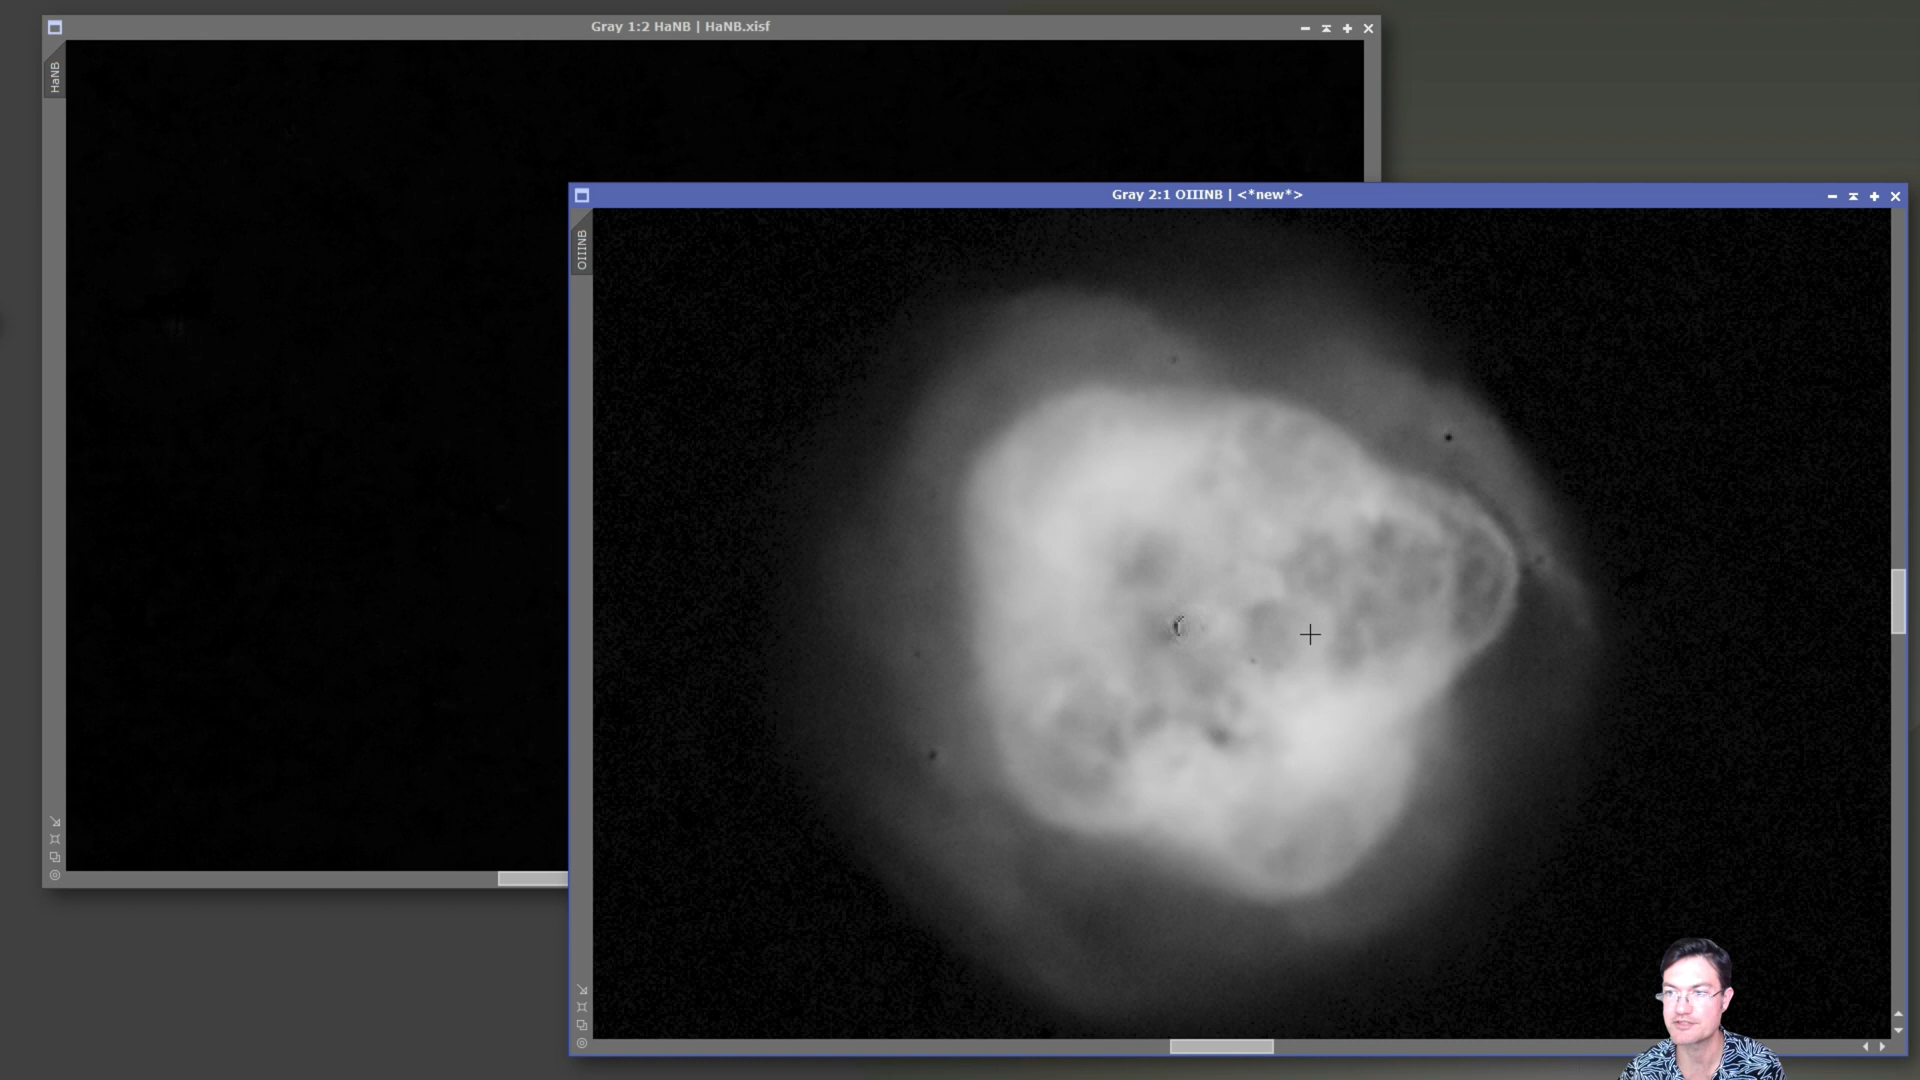 Gray 1:2 HaNB | HaNB.xisf
HaNB
Gray 2:1 OIIINB | <*new*>
OIIINB